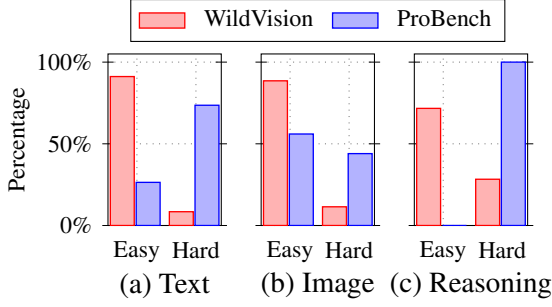 WildVision ProBench
Percentage
100%
50%
0%
Easy Hard Easy Hard Easy Hard
(a) Text (b) Image (c) Reasoning